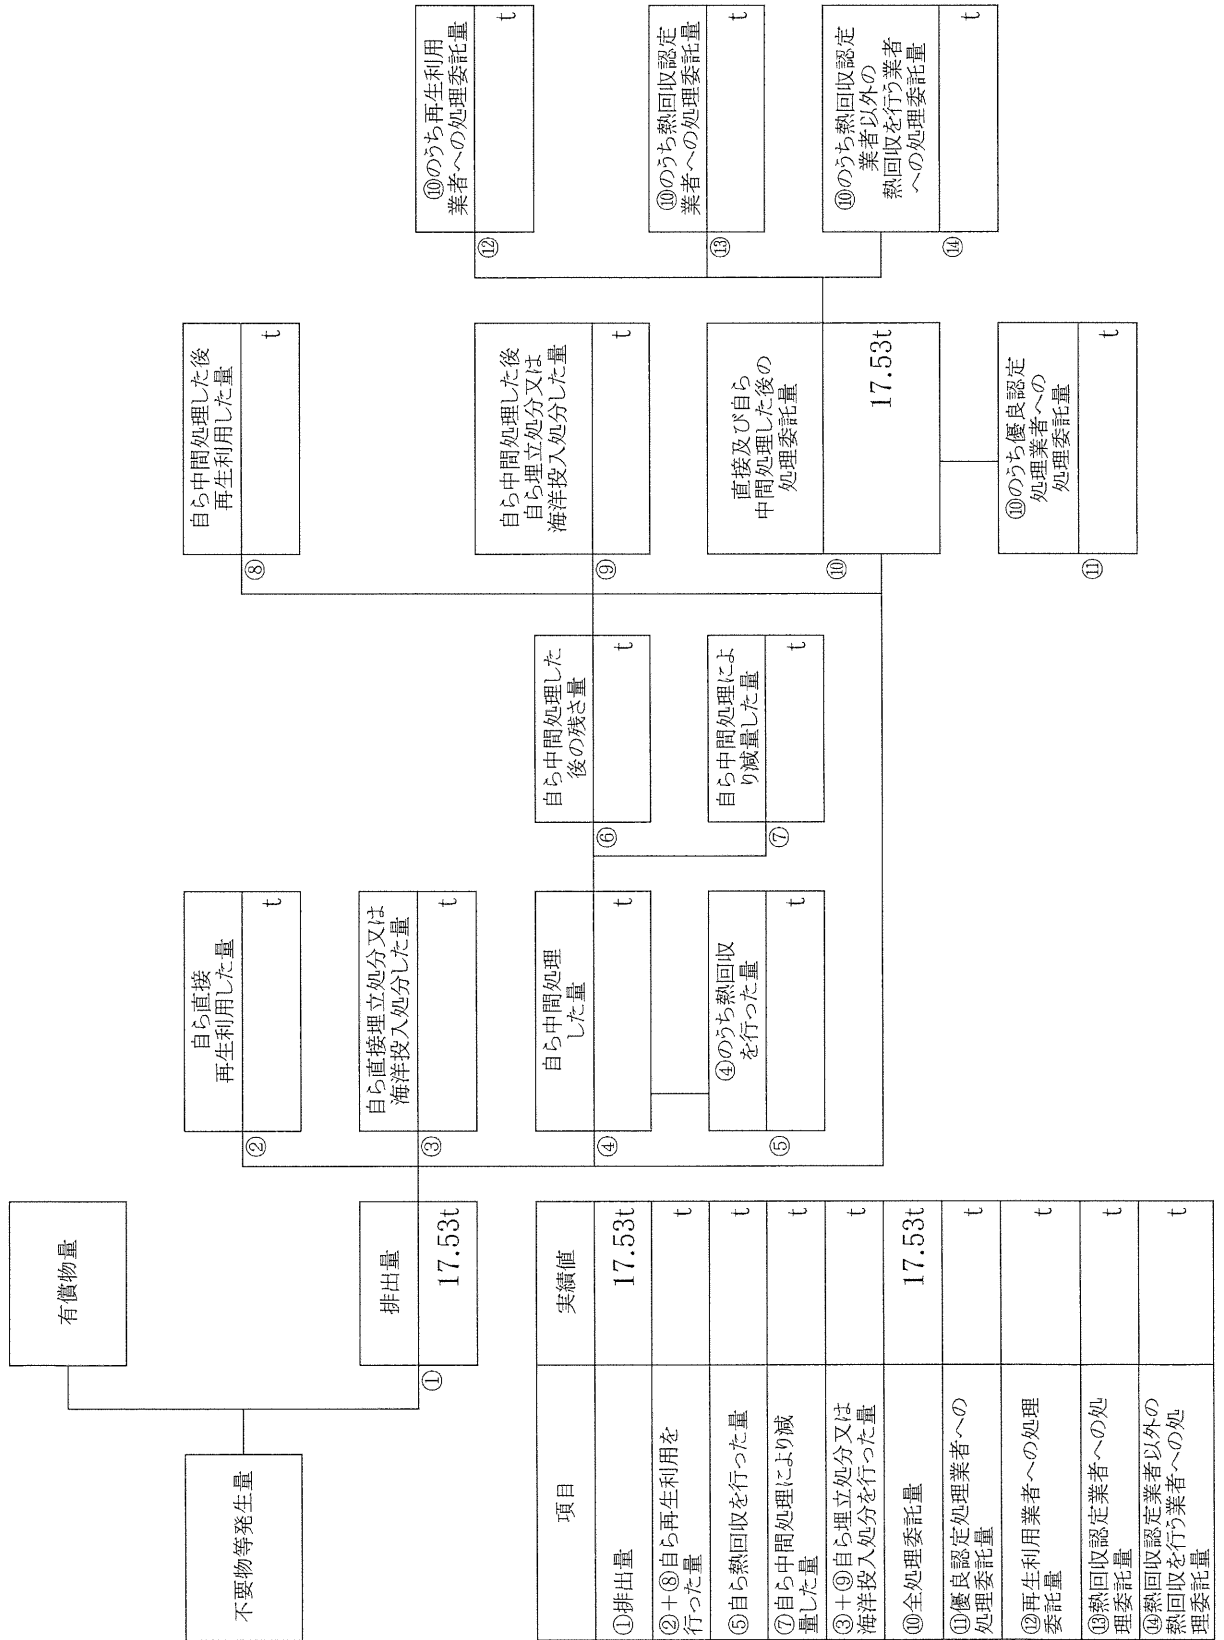 不要物等発生量
有償物量
①
排出量
17.53t
②
自ら直接
再生利用した量
t
③
自ら直接埋立処分又は
海洋投入処分した量
t
④
自ら中間処理
した量
t
⑤
④のうち熱回収
を行った量
t
⑥
自ら中間処理した
後の残さ量
t
⑦
自ら中間処理によ
り減量した量
t
⑧
自ら中間処理した後
再生利用した量
t
⑨
自ら中間処理した後
自ら埋立処分又は
海洋投入処分した量
t
⑩
直接及び自ら
中間処理した後の
処理委託量
17.53t
⑪
⑩のうち優良認定
処理業者への
処理委託量
t
⑫
⑩のうち再生利用
業者への処理委託量
t
⑬
⑩のうち熱回収認定
業者への処理委託量
t
⑭
⑩のうち熱回収認定
業者以外の
熱回収を行う業者
への処理委託量
t
項目 実績値
①排出量 17.53t
②＋⑧自ら再生利用を
行った量 t
⑤自ら熱回収を行った量 t
⑦自ら中間処理により減
量した量 t
③＋⑨自ら埋立処分又は
海洋投入処分を行った量 t
⑩全処理委託量 17.53t
⑪優良認定処理業者への
処理委託量 t
⑫再生利用業者への処理
委託量 t
⑬熱回収認定業者への処
理委託量 t
⑭熱回収認定業者以外の
熱回収を行う業者への処
理委託量 t